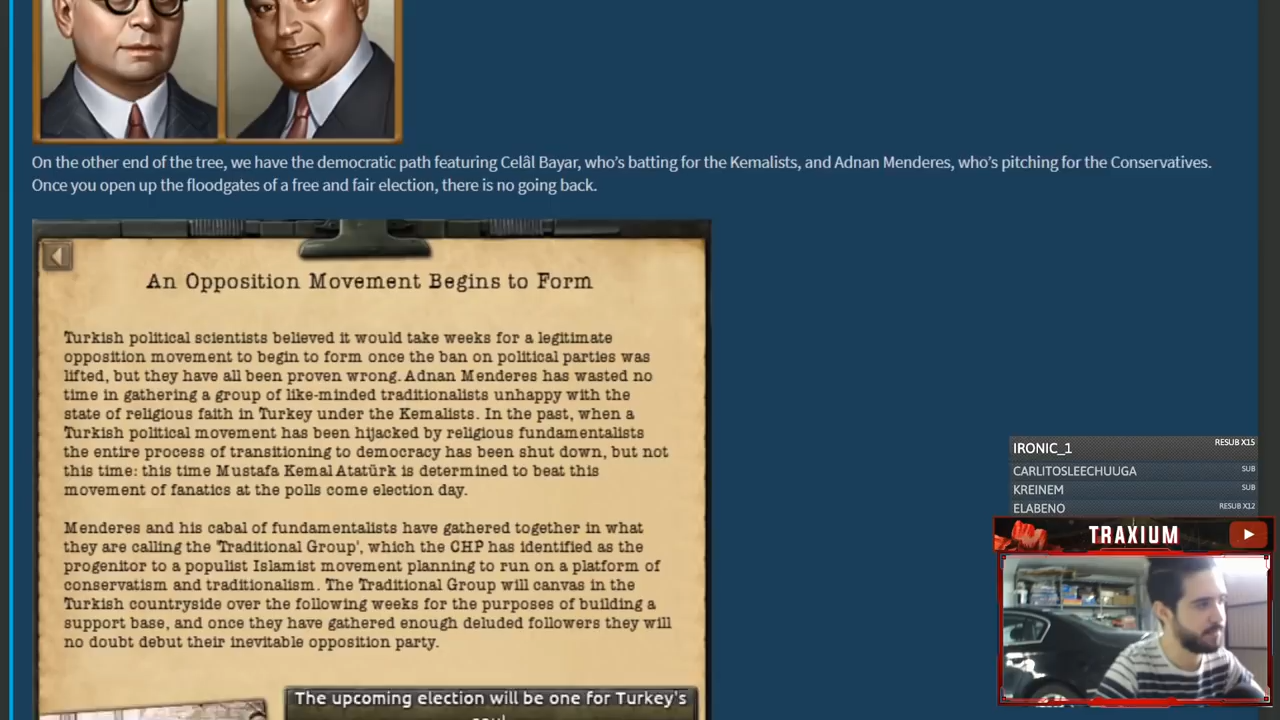 On the other end of the tree, we have the democratic path featuring Celâl Bayar, who's batting for the Kemalists, and Adnan Menderes, who's pitching for the Conservatives.
Once you open up the floodgates of a free and fair election, there is no going back.
An Opposition Movement Begins to Form
Turkish political scientists believed it would take weeks for a legitimate
opposition movement to begin to form once the ban on political parties was
lifted, but they have all been proven wrong. Adnan Menderes has wasted no
time in gathering a group of like-minded traditionalists unhappy with the
state of religious faith in Turkey under the Kemalists. In the past, when a
Turkish political movement has been hijacked by religious fundamentalists
the entire process of transitioning to democracy has been shut down, but not
this time: this time Mustafa Kemal Atatürk is determined to beat this
movement of fanatics at the polls come election day.
Menderes and his cabal of fundamentalists have gathered together in what
they are calling the 'Traditional Group', which the CHP has identified as the
progenitor to a populist Islamist movement planning to run on a platform of
conservatism and traditionalism. The Traditional Group will canvas in the
Turkish countryside over the following weeks for the purposes of building a
support base, and once they have gathered enough deluded followers they will
no doubt debut their inevitable opposition party.
The upcoming election will be one for Turkey's
IRONIC_1 RESUB X15
CARLITOSLEECHUUGA SUB
KREINEM SUB
ELABENO RESUB X12
TRAXIUM